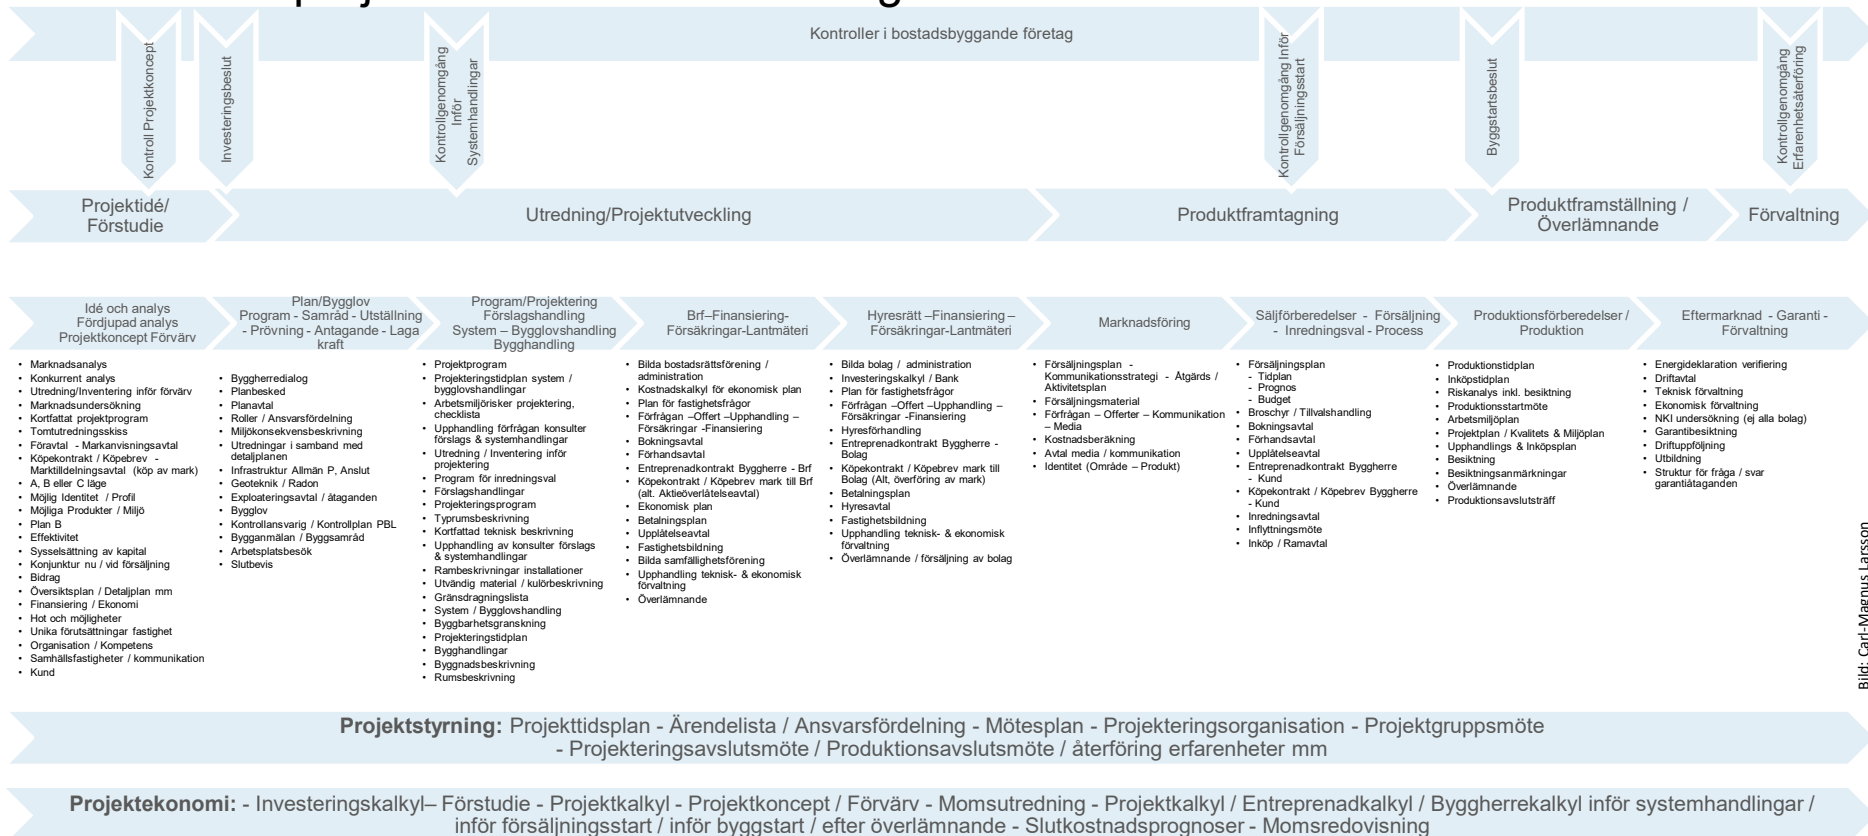 Kontroller i bostadsbyggande företag
Kontroll Projektkoncept
Investeringsbeslut
Kontrollgenomgång
Inför
Systemhandlingar
Kontrollgenomgång Inför
Försäljningsstart
Byggstartsbeslut
Kontrollgenomgång
Erfarenhetsåterföring
Projektidé/
Förstudie
Utredning/Projektutveckling
Produktframtagning
Produktframställning /
Överlämnande
Förvaltning
Idé och analys
Fördjupad analys
Projektkoncept Förvärv
• Marknadsanalys
• Konkurrent analys
• Utredning/Inventering inför förvärv
• Marknadsundersökning
• Kortfattat projektprogram
• Tomtutredningsskiss
• Föravtal - Markanvisningsavtal
• Köpekontrakt / Köpebrev -
Marktilldelningsavtal (köp av mark)
• A, B eller C läge
• Möjlig Identitet / Profil
• Möjliga Produkter / Miljö
• Plan B
• Effektivitet
• Sysselsättning av kapital
• Konjunktur nu / vid försäljning
• Bidrag
• Översiktsplan / Detaljplan mm
• Finansiering / Ekonomi
• Hot och möjligheter
• Unika förutsättningar fastighet
• Organisation / Kompetens
• Samhällsfastigheter / kommunikation
• Kund
Plan/Bygglov
Program - Samråd - Utställning
- Prövning - Antagande - Laga
kraft
• Byggherredialog
• Planbesked
• Planavtal
• Roller / Ansvarsfördelning
• Miljökonsekvensbeskrivning
• Utredningar i samband med
detaljplanen
• Infrastruktur Allmän P, Anslut
• Geoteknik / Radon
• Exploateringsavtal / åtaganden
• Bygglov
• Kontrollansvarig / Kontrollplan PBL
• Bygganmälan / Byggsamråd
• Arbetsplatsbesök
• Slutbevis
Program/Projektering
Förslagshandling
System – Bygglovshandling
Bygghandling
• Projektprogram
• Projekteringstidplan system /
bygglovshandlingar
• Arbetsmiljörisker projektering,
checklista
• Upphandling förfrågan konsulter
förslags & systemhandlingar
• Utredning / Inventering inför
projektering
• Program för inredningsval
• Förslagshandlingar
• Projekteringsprogram
• Typrumsbeskrivning
• Kortfattad teknisk beskrivning
• Upphandling av konsulter förslags
& systemhandlingar
• Rambeskrivningar installationer
• Utvändig material / kulörbeskrivning
• Gränsdragningslista
• System / Bygglovshandling
• Byggbarhetsgranskning
• Projekteringstidplan
• Bygghandlingar
• Byggnadsbeskrivning
• Rumsbeskrivning
Brf–Finansiering-
Försäkringar-Lantmäteri
• Bilda bostadsrättsförening /
administration
• Kostnadskalkyl för ekonomisk plan
• Plan för fastighetsfrågor
• Förfrågan –Offert –Upphandling –
Försäkringar -Finansiering
• Bokningsavtal
• Förhandsavtal
• Entreprenadkontrakt Byggherre - Brf
• Köpekontrakt / Köpebrev mark till Brf
(alt. Aktieöverlåtelseavtal)
• Ekonomisk plan
• Betalningsplan
• Upplåtelseavtal
• Fastighetsbildning
• Bilda samfällighetsförening
• Upphandling teknisk- & ekonomisk
förvaltning
• Överlämnande
Hyresrätt –Finansiering –
Försäkringar-Lantmäteri
• Bilda bolag / administration
• Investeringskalkyl / Bank
• Plan för fastighetsfrågor
• Förfrågan –Offert –Upphandling –
Försäkringar -Finansiering
• Hyresförhandling
• Entreprenadkontrakt Byggherre -
Bolag
• Köpekontrakt / Köpebrev mark till
Bolag (Alt, överföring av mark)
• Betalningsplan
• Hyresavtal
• Fastighetsbildning
• Upphandling teknisk- & ekonomisk
förvaltning
• Överlämnande / försäljning av bolag
Marknadsföring
• Försäljningsplan -
Kommunikationsstrategi - Åtgärds /
Aktivitetsplan
• Försäljningsmaterial
• Förfrågan – Offerter – Kommunikation
– Media
• Kostnadsberäkning
• Avtal media / kommunikation
• Identitet (Område – Produkt)
Säljförberedelser - Försäljning
- Inredningsval - Process
• Försäljningsplan
- Tidplan
- Prognos
- Budget
• Broschyr / Tillvalshandling
• Bokningsavtal
• Förhandsavtal
• Upplåtelseavtal
• Entreprenadkontrakt Byggherre
- Kund
• Köpekontrakt / Köpebrev Byggherre
- Kund
• Inredningsavtal
• Inflyttningsmöte
• Inköp / Ramavtal
Produktionsförberedelser /
Produktion
• Produktionstidplan
• Inköpstidplan
• Riskanalys inkl. besiktning
• Produktionsstartmöte
• Arbetsmiljöplan
• Projektplan / Kvalitets & Miljöplan
• Upphandlings & Inköpsplan
• Besiktning
• Besiktningsanmärkningar
• Överlämnande
• Produktionsavslutsträff
Eftermarknad - Garanti -
Förvaltning
• Energideklaration verifiering
• Driftavtal
• Teknisk förvaltning
• Ekonomisk förvaltning
• NKI undersökning (ej alla bolag)
• Garantibesiktning
• Driftuppföljning
• Utbildning
• Struktur för fråga / svar
garantiåtaganden
Bild: Carl-Magnus Larsson
Projektstyrning: Projekttidsplan - Ärendelista / Ansvarsfördelning - Mötesplan - Projekteringsorganisation - Projektgruppsmöte
- Projekteringsavslutsmöte / Produktionsavslutsmöte / återföring erfarenheter mm
Projektekonomi: - Investeringskalkyl– Förstudie - Projektkalkyl - Projektkoncept / Förvärv - Momsutredning - Projektkalkyl / Entreprenadkalkyl / Byggherrekalkyl inför systemhandlingar /
inför försäljningsstart / inför byggstart / efter överlämnande - Slutkostnadsprognoser - Momsredovisning